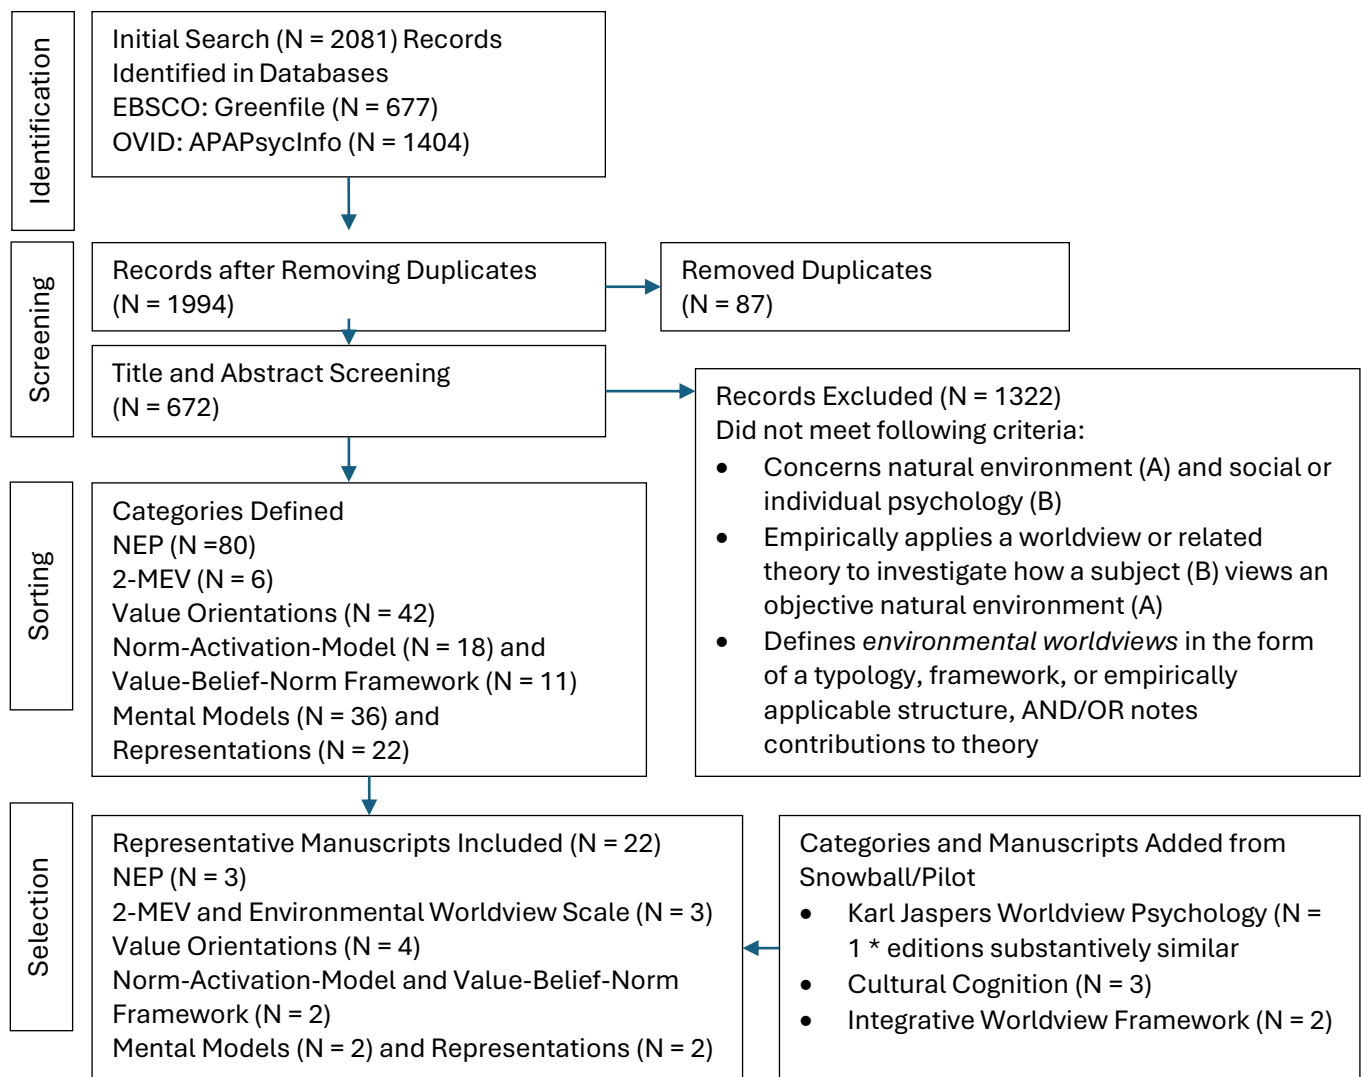 Identification
Initial Search (N = 2081) Records
Identified in Databases
EBSCO: Greenfile (N = 677)
OVID: APAPsycInfo (N = 1404)
Screening
Records after Removing Duplicates
(N = 1994)
Removed Duplicates
(N = 87)
Title and Abstract Screening
(N = 672)
Records Excluded (N = 1322)
Did not meet following criteria:
• Concerns natural environment (A) and social or
individual psychology (B)
• Empirically applies a worldview or related
theory to investigate how a subject (B) views an
objective natural environment (A)
• Defines environmental worldviews in the form
of a typology, framework, or empirically
applicable structure, AND/OR notes
contributions to theory
Sorting
Categories Defined
NEP (N =80)
2-MEV (N = 6)
Value Orientations (N = 42)
Norm-Activation-Model (N = 18) and
Value-Belief-Norm Framework (N = 11)
Mental Models (N = 36) and
Representations (N = 22)
Selection
Representative Manuscripts Included (N = 22)
NEP (N = 3)
2-MEV and Environmental Worldview Scale (N = 3)
Value Orientations (N = 4)
Norm-Activation-Model and Value-Belief-Norm
Framework (N = 2)
Mental Models (N = 2) and Representations (N = 2)
Categories and Manuscripts Added from
Snowball/Pilot
• Karl Jaspers Worldview Psychology (N =
1 * editions substantively similar
• Cultural Cognition (N = 3)
• Integrative Worldview Framework (N = 2)